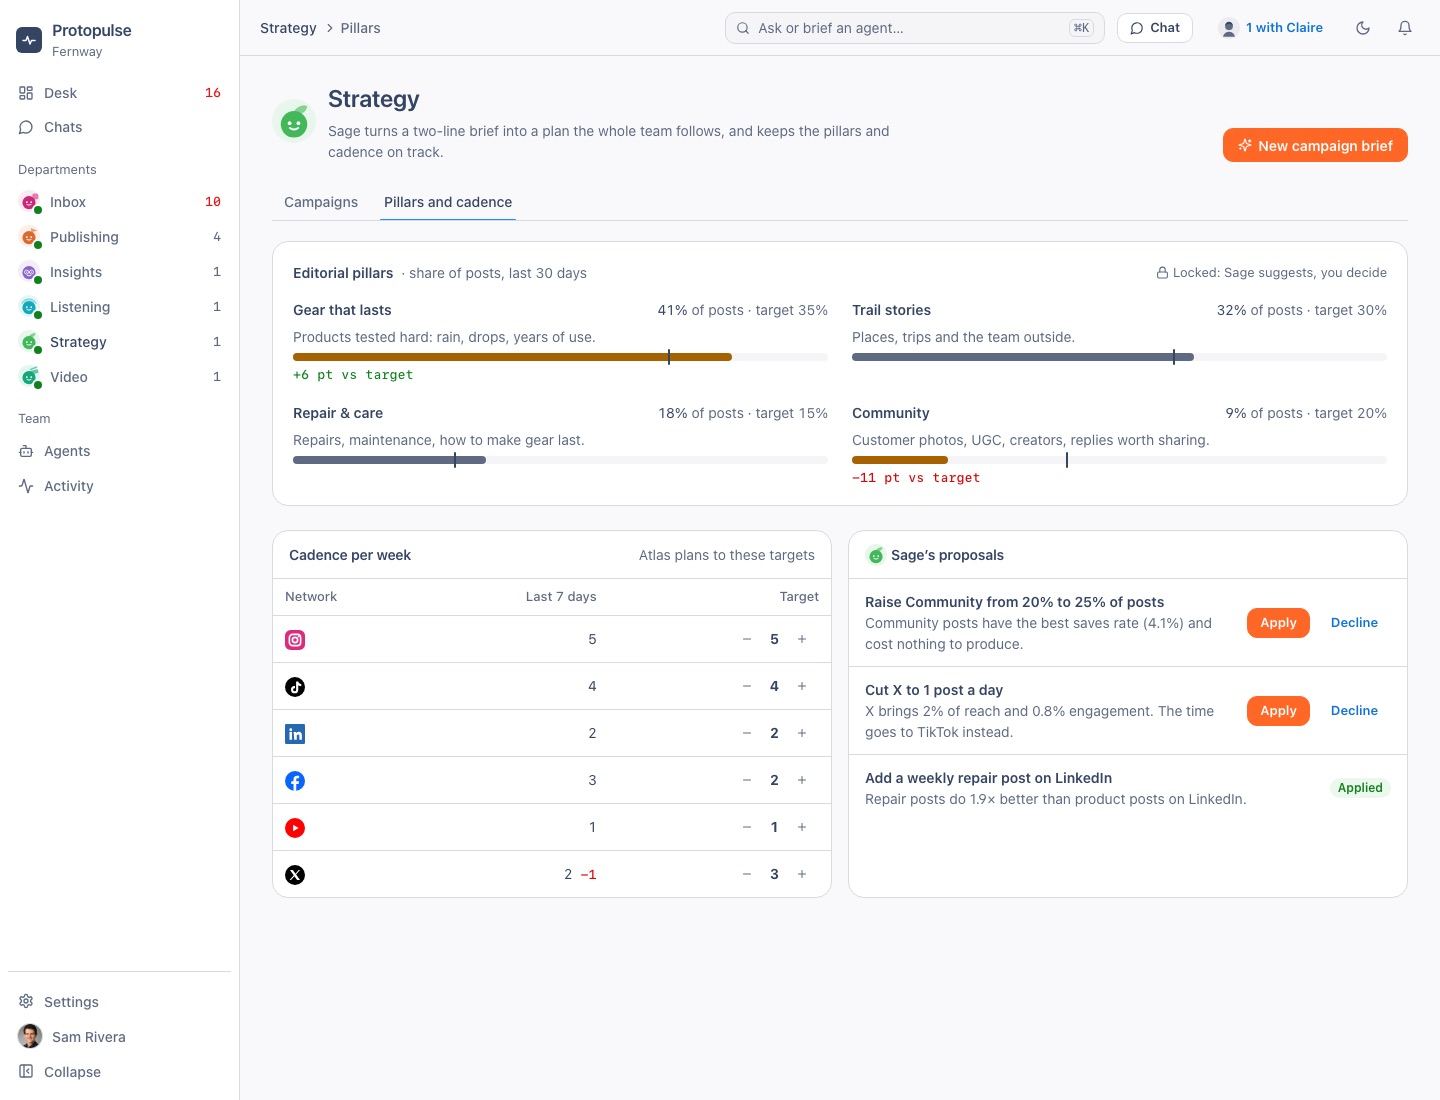 Protopulse
Fernway
Desk 16
Chats
Departments
Inbox 10
Publishing 4
Insights 1
Listening 1
Strategy 1
Video 1
Team
Agents
Activity
Settings
Sam Rivera
Collapse
Strategy > Pillars
Ask or brief an agent… ⌘K
Chat
1 with Claire
Strategy
Sage turns a two-line brief into a plan the whole team follows, and keeps the pillars and
cadence on track.
New campaign brief
Campaigns
Pillars and cadence
Editorial pillars · share of posts, last 30 days
Locked: Sage suggests, you decide
Gear that lasts
41% of posts · target 35%
Products tested hard: rain, drops, years of use.
+6 pt vs target
Trail stories
32% of posts · target 30%
Places, trips and the team outside.
Repair & care
18% of posts · target 15%
Repairs, maintenance, how to make gear last.
Community
9% of posts · target 20%
Customer photos, UGC, creators, replies worth sharing.
−11 pt vs target
Cadence per week
Atlas plans to these targets
Network Last 7 days Target
5 − 5 +
4 − 4 +
in 2 − 2 +
3 − 2 +
1 − 1 +
2 −1 − 3 +
Sage’s proposals
Raise Community from 20% to 25% of posts
Community posts have the best saves rate (4.1%) and
cost nothing to produce.
Apply Decline
Cut X to 1 post a day
X brings 2% of reach and 0.8% engagement. The time
goes to TikTok instead.
Apply Decline
Add a weekly repair post on LinkedIn
Repair posts do 1.9× better than product posts on LinkedIn.
Applied